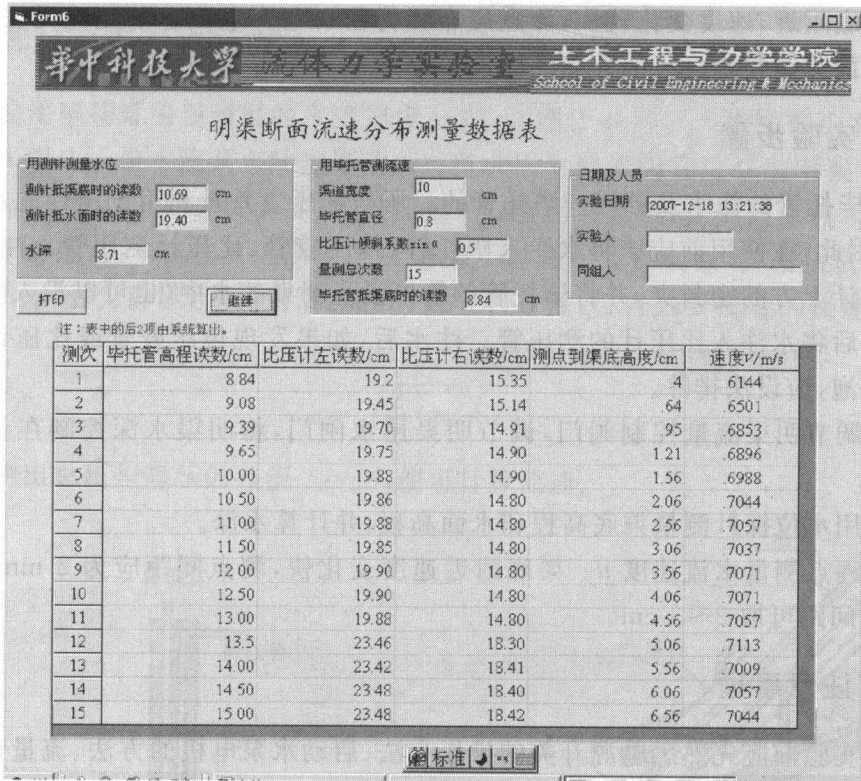 Form6
華中科技大学 流体力学实验室 土木工程与力学学院
School of Civil Engineering & Mechanics
明渠断面流速分布测量数据表
用测针测量水位
测针抵渠底时的读数 10.69 cm
测针抵水面时的读数 19.40 cm
水深 8.71 cm
用毕托管测流速
渠道宽度 10 cm
毕托管直径 0.8 cm
比压计倾斜系数sinα 0.5
量测总次数 15
毕托管抵渠底时的读数 8.84 cm
日期及人员
实验日期 2007-12-18 13:21:38
实验人
同组人
打印 继续
注：表中的后2项由系统算出。
测次 毕托管高程读数/cm 比压计左读数/cm 比压计右读数/cm 测点到渠底高度/cm 速度v/m/s
1 8.84 19.2 15.35 4 .6144
2 9.08 19.45 15.14 .64 .6501
3 9.39 19.70 14.91 .95 .6853
4 9.65 19.75 14.90 1.21 .6896
5 10.00 19.88 14.90 1.56 .6988
6 10.50 19.86 14.80 2.06 .7044
7 11.00 19.88 14.80 2.56 .7057
8 11.50 19.85 14.80 3.06 .7037
9 12.00 19.90 14.80 3.56 .7071
10 12.50 19.90 14.80 4.06 .7071
11 13.00 19.88 14.80 4.56 .7057
12 13.5 23.46 18.30 5.06 .7113
13 14.00 23.42 18.41 5.56 .7009
14 14.50 23.48 18.40 6.06 .7057
15 15.00 23.48 18.42 6.56 .7044
标准